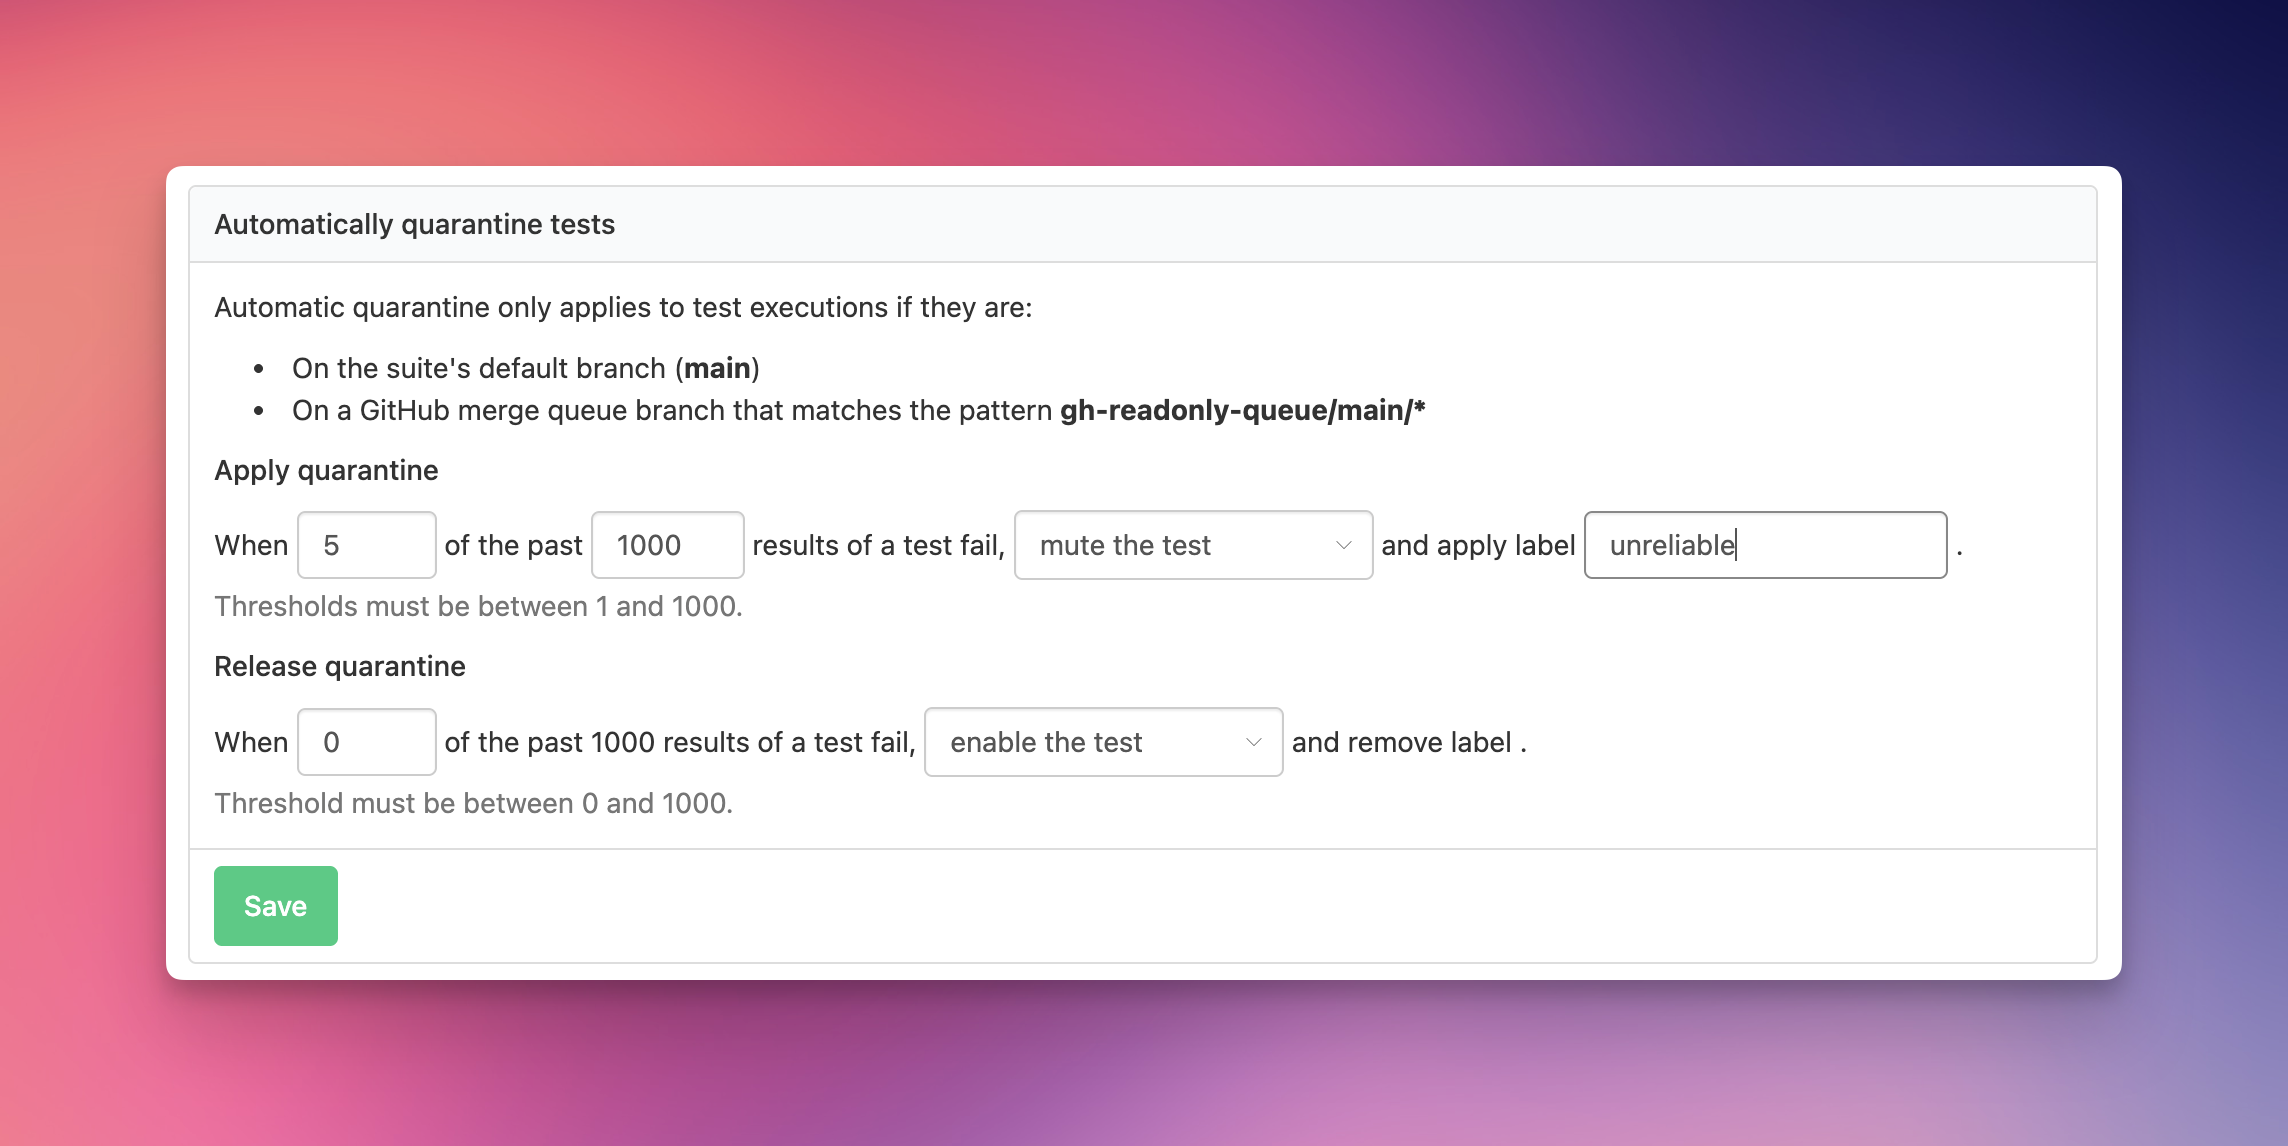 Automatically quarantine tests
Automatic quarantine only applies to test executions if they are:
• On the suite's default branch (main)
• On a GitHub merge queue branch that matches the pattern gh-readonly-queue/main/*
Apply quarantine
When 5 of the past 1000 results of a test fail, mute the test and apply label unreliable .
Thresholds must be between 1 and 1000.
Release quarantine
When 0 of the past 1000 results of a test fail, enable the test and remove label .
Threshold must be between 0 and 1000.
Save